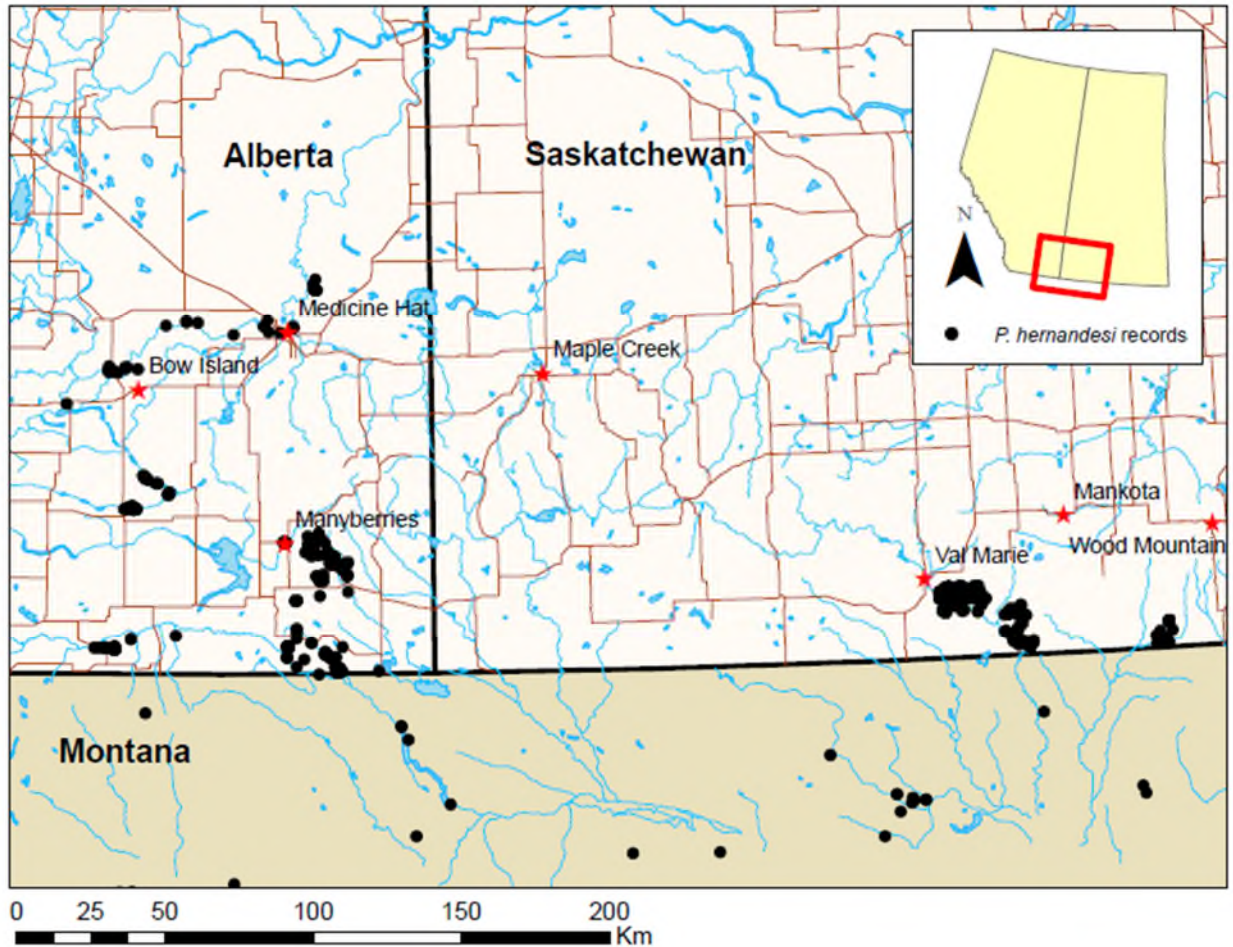 Alberta
Saskatchewan
N
P. hernandesi records
Medicine Hat
Maple Creek
Bow Island
Manyberries
Mankota
Val Marie
Wood Mountain
Montana
0 25 50 100 150 200
Km